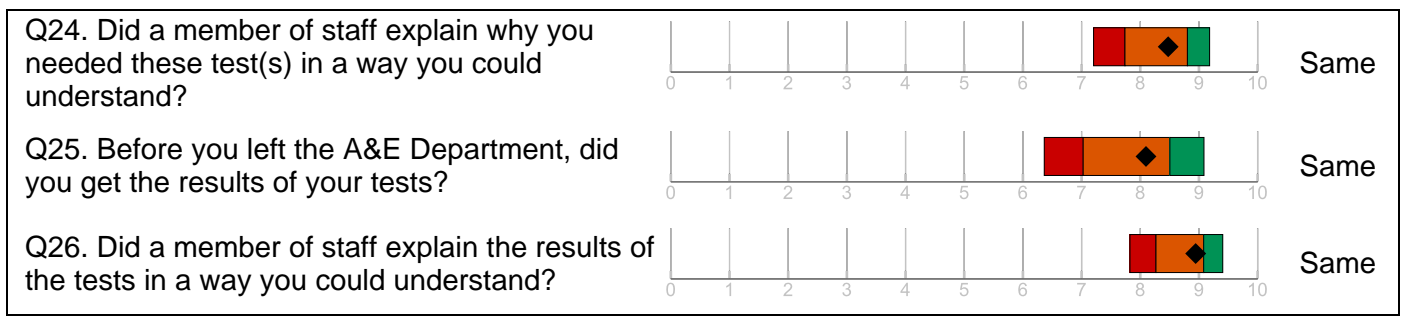 Q24. Did a member of staff explain why you
needed these test(s) in a way you could
understand?
0 1 2 3 4 5 6 7 8 9 10
Same
Q25. Before you left the A&E Department, did
you get the results of your tests?
0 1 2 3 4 5 6 7 8 9 10
Same
Q26. Did a member of staff explain the results of
the tests in a way you could understand?
0 1 2 3 4 5 6 7 8 9 10
Same